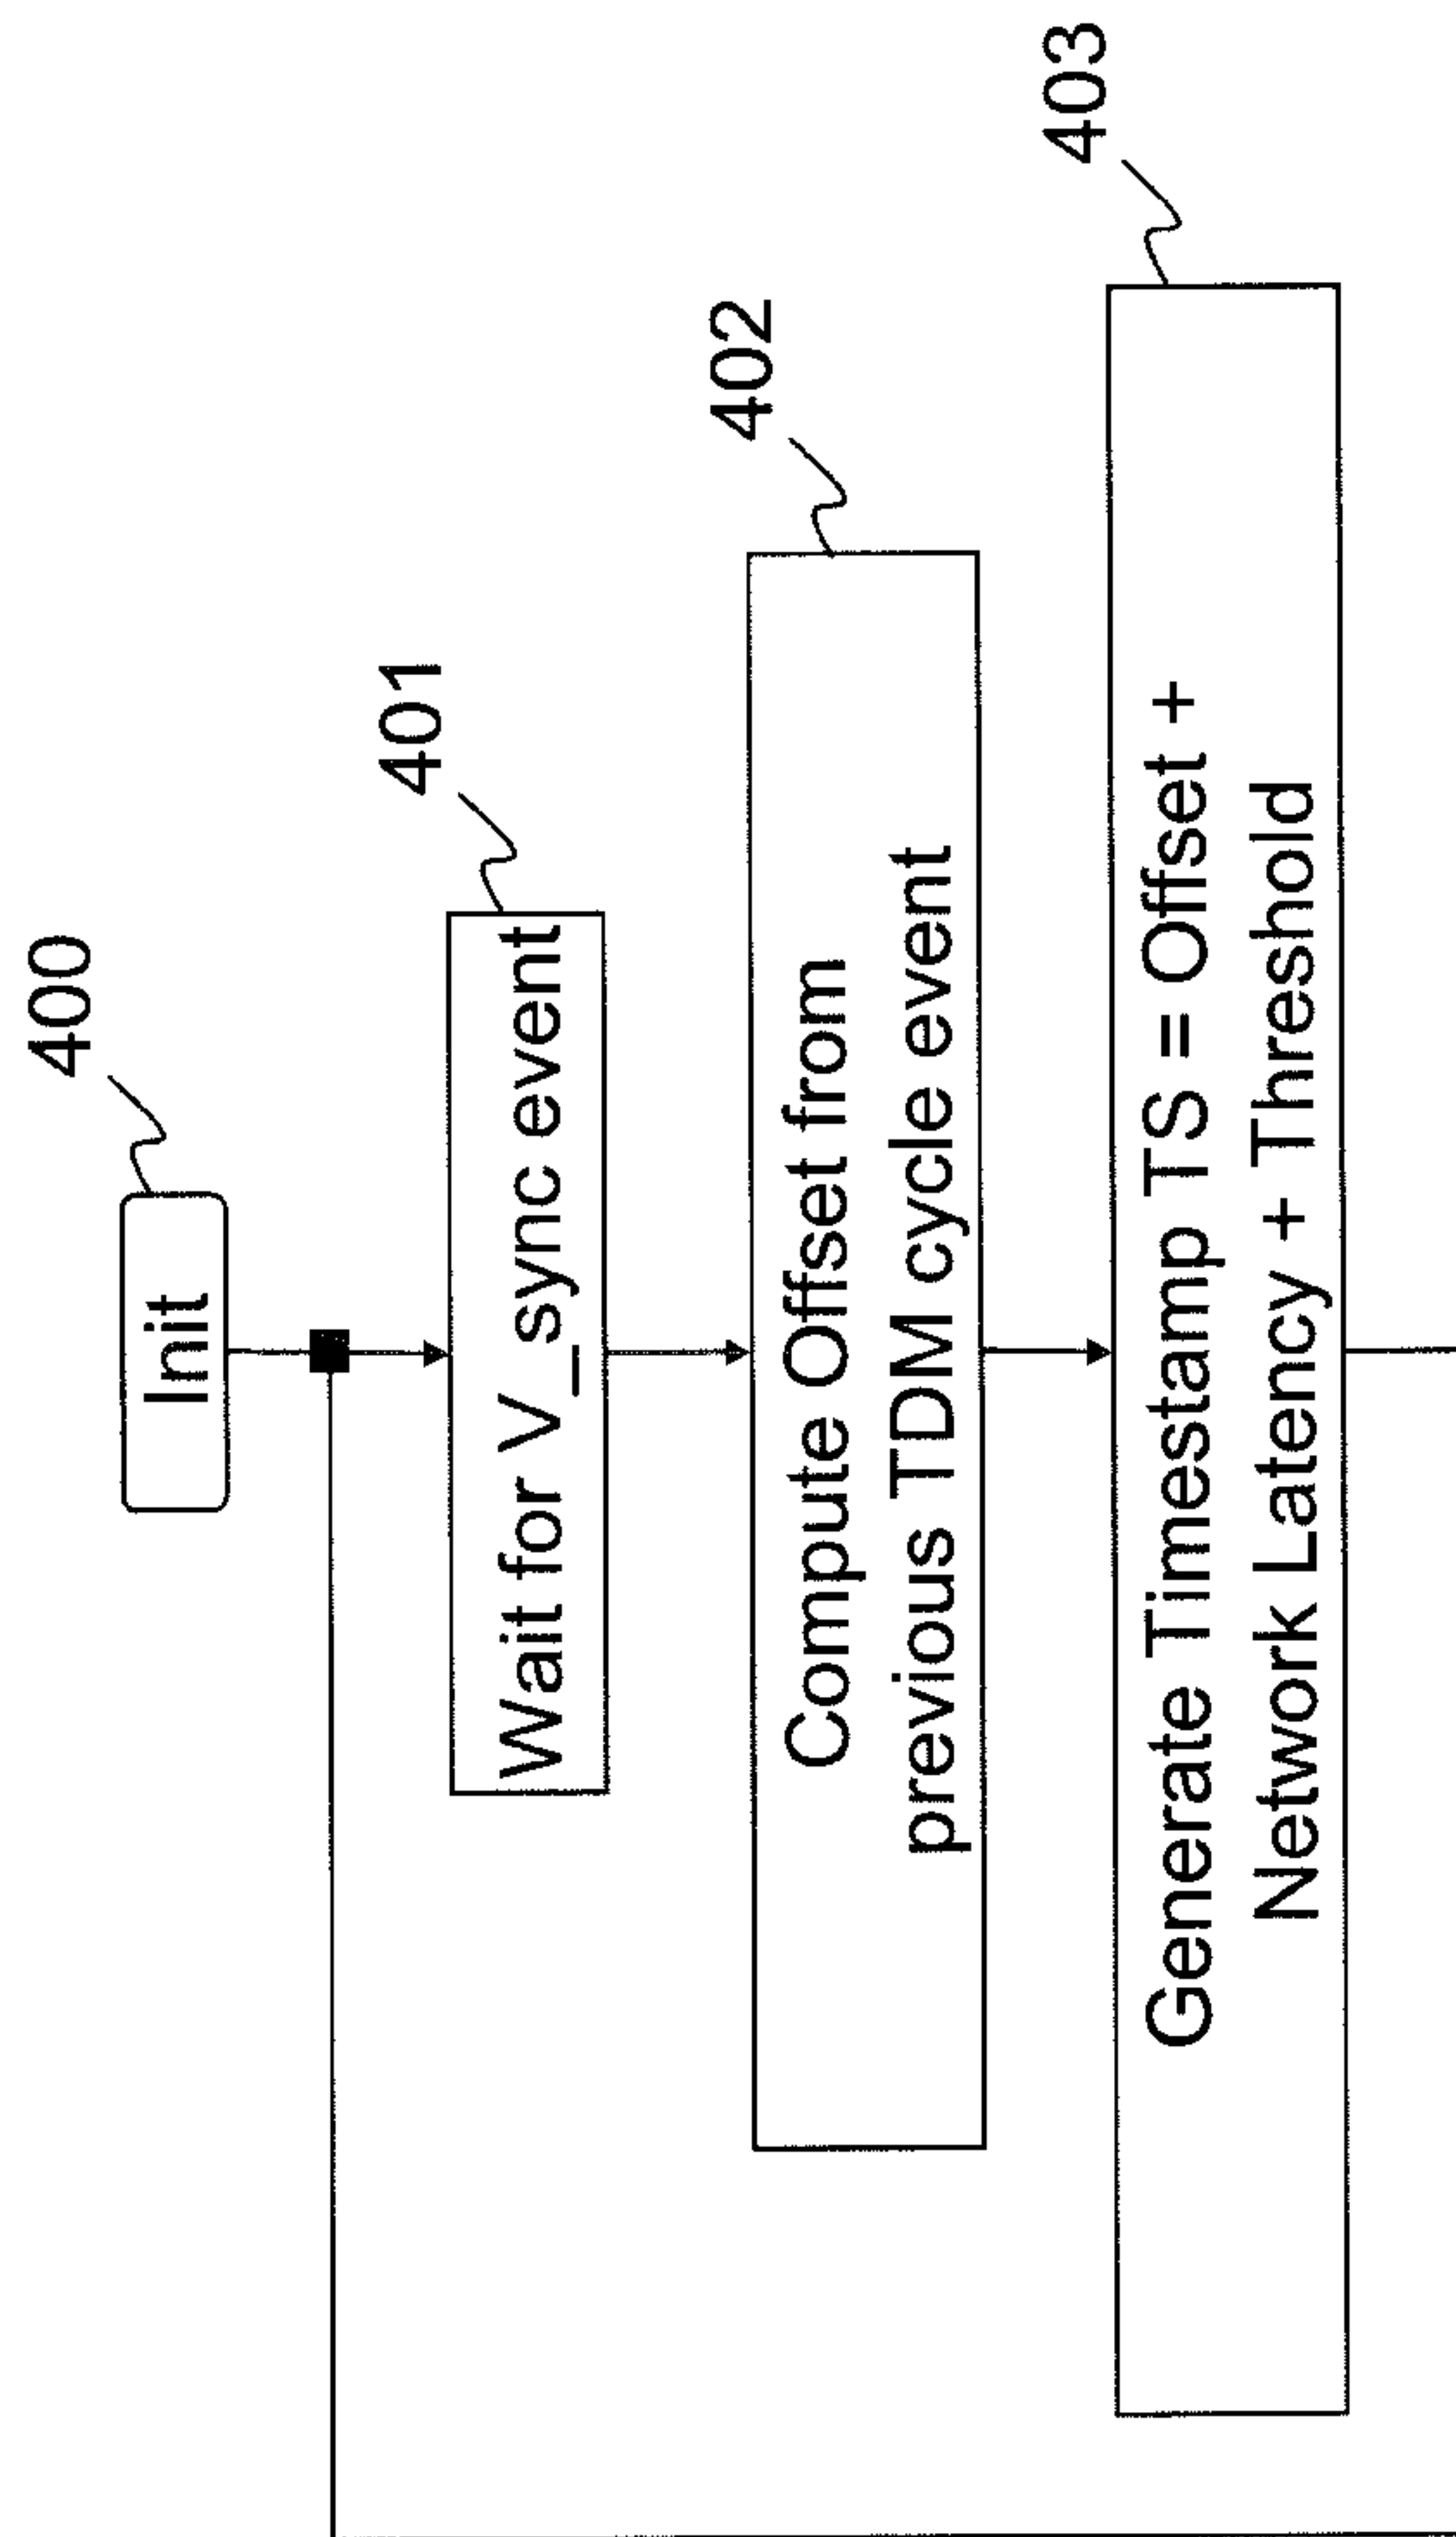 400
Init
401
Wait for V_sync event
402
Compute Offset from
previous TDM cycle event
403
Generate Timestamp TS = Offset +
Network Latency + Threshold